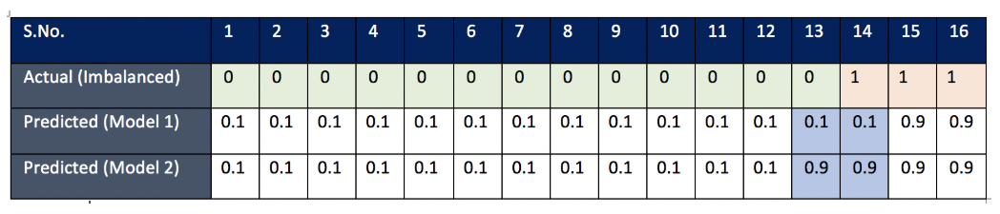 S.No. 1 2 3 4 5 6 7 8 9 10 11 12 13 14 15 16
Actual (Imbalanced) 0 0 0 0 0 0 0 0 0 0 0 0 0 1 1 1
Predicted (Model 1) 0.1 0.1 0.1 0.1 0.1 0.1 0.1 0.1 0.1 0.1 0.1 0.1 0.1 0.1 0.9 0.9
Predicted (Model 2) 0.1 0.1 0.1 0.1 0.1 0.1 0.1 0.1 0.1 0.1 0.1 0.1 0.9 0.9 0.9 0.9